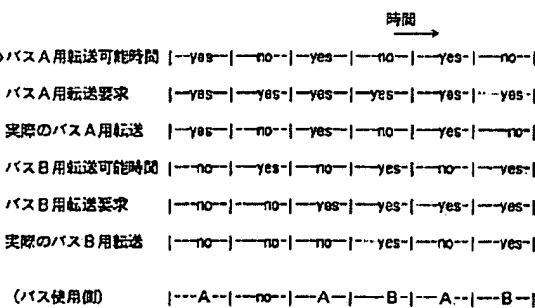 時間
バスA用転送可能時間 |—yes—|—no--|—yes—|—no—|—yes-|—no-|
バスA用転送要求 |—yes—|—yes-|—yes—|—yes—|—yes-|---yes-|
実際のバスA用転送 |—yes—|—no--|—yes—|—no—|—yes-|—no-|
バスB用転送可能時間 |—no—|—yes-|—no—|—yes-|—no--|—yes-|
バスB用転送要求 |—no—|—no-|—yes—|—yes-|—yes-|—yes-|
実際のバスB用転送 |—no—|—no-|—no—|---yes-|—no--|—yes-|
(バス使用側) |---A--|—no--|—A—|—B—|—A--|—B—|